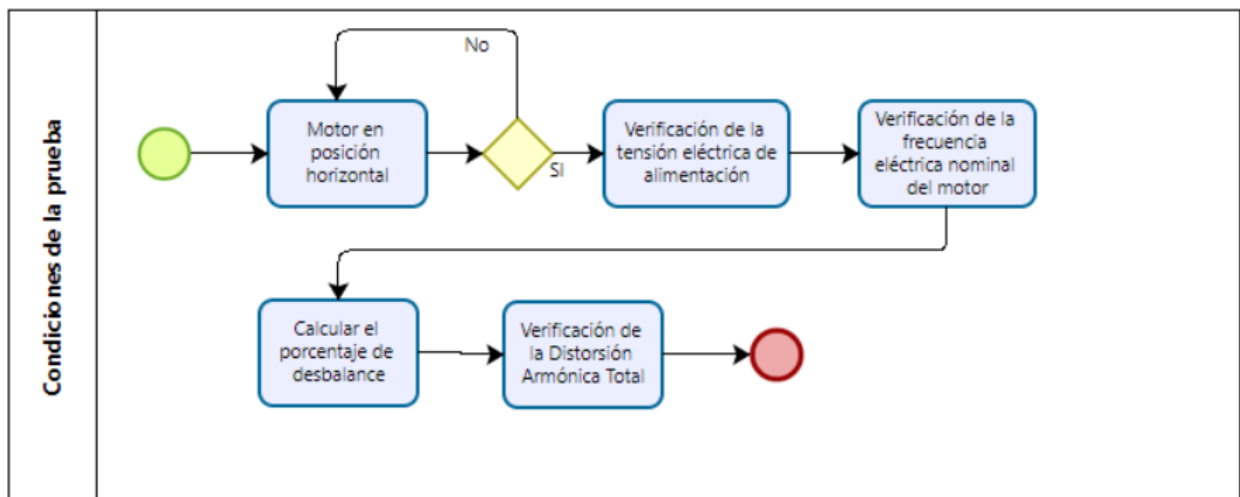 Condiciones de la prueba
No
Motor en
posición
horizontal
SI
Verificación de la
tensión eléctrica de
alimentación
Verificación de la
frecuencia
eléctrica nominal
del motor
Calcular el
porcentaje de
desbalance
Verificación de
la Distorsión
Armónica Total